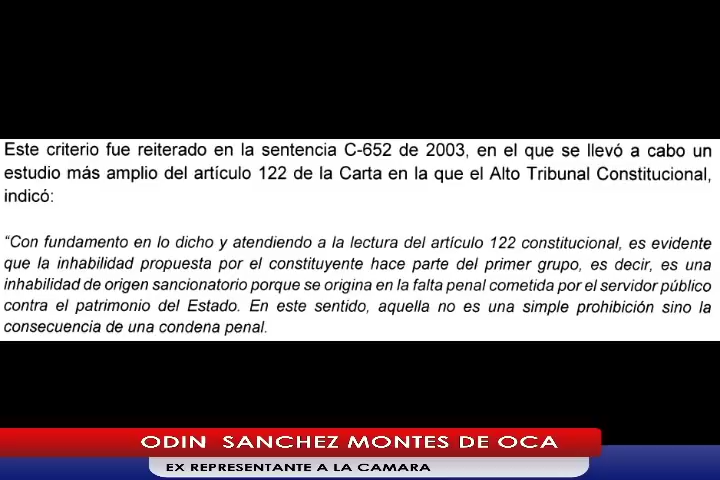 Este criterio fue reiterado en la sentencia C-652 de 2003, en el que se llevó a cabo un
estudio más amplio del artículo 122 de la Carta en la que el Alto Tribunal Constitucional,
indicó:
“Con fundamento en lo dicho y atendiendo a la lectura del artículo 122 constitucional, es evidente
que la inhabilidad propuesta por el constituyente hace parte del primer grupo, es decir, es una
inhabilidad de origen sancionatorio porque se origina en la falta penal cometida por el servidor público
contra el patrimonio del Estado. En este sentido, aquella no es una simple prohibición sino la
consecuencia de una condena penal.
ODIN SANCHEZ MONTES DE OCA
EX REPRESENTANTE A LA CAMARA